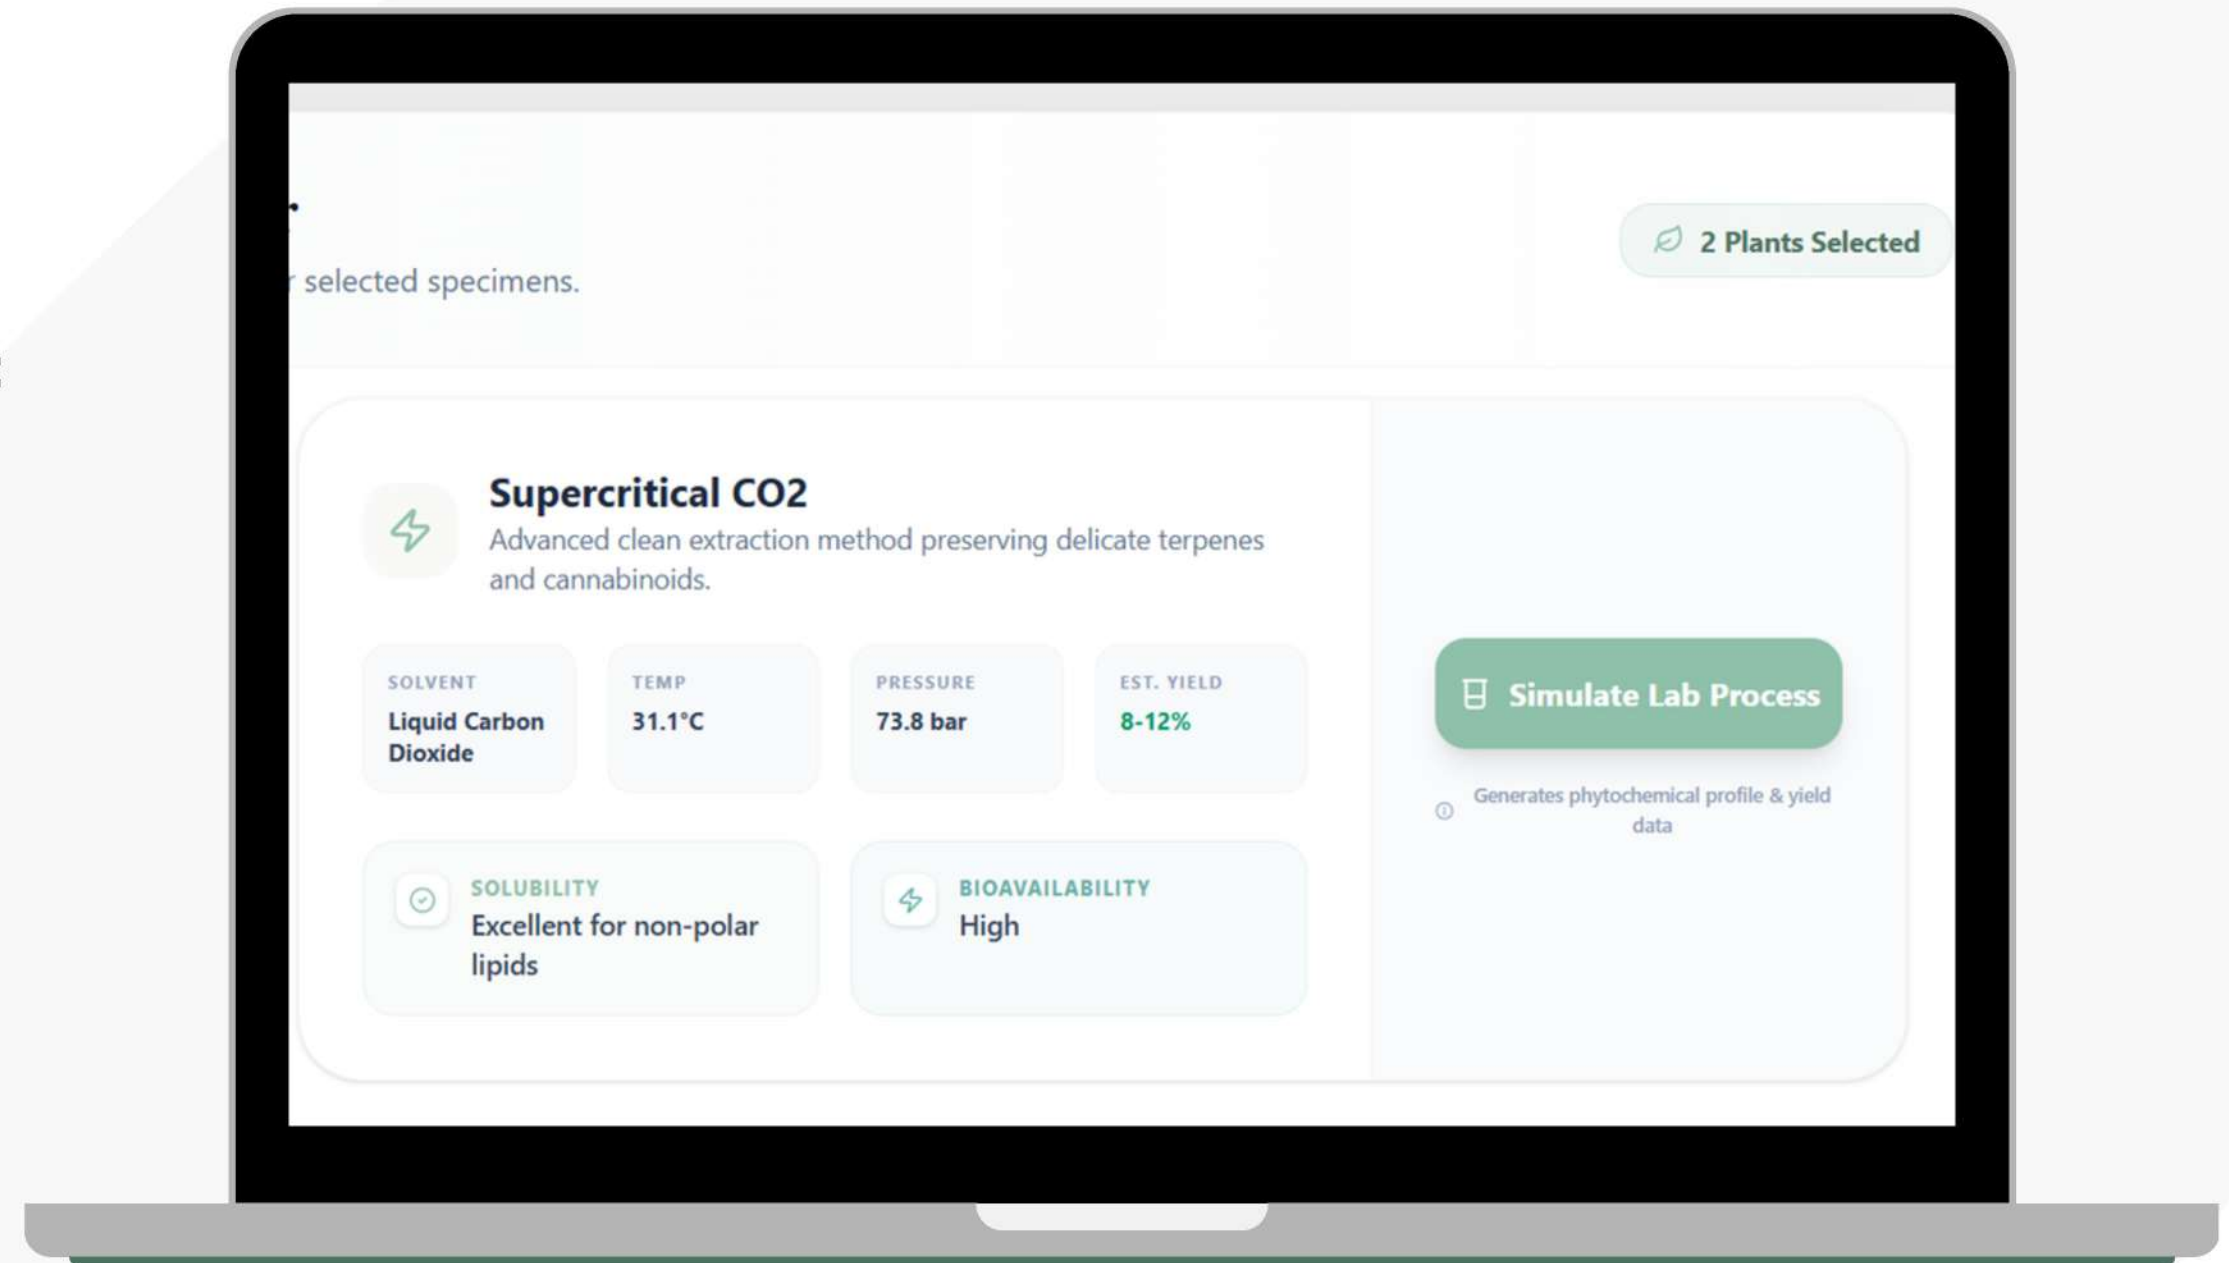 2 Plants Selected
selected specimens.
Supercritical CO2
Advanced clean extraction method preserving delicate terpenes
and cannabinoids.
SOLVENT
Liquid Carbon
Dioxide
TEMP
31.1°C
PRESSURE
73.8 bar
EST. YIELD
8-12%
SOLUBILITY
Excellent for non-polar
lipids
BIOAVAILABILITY
High
Simulate Lab Process
Generates phytochemical profile & yield
data